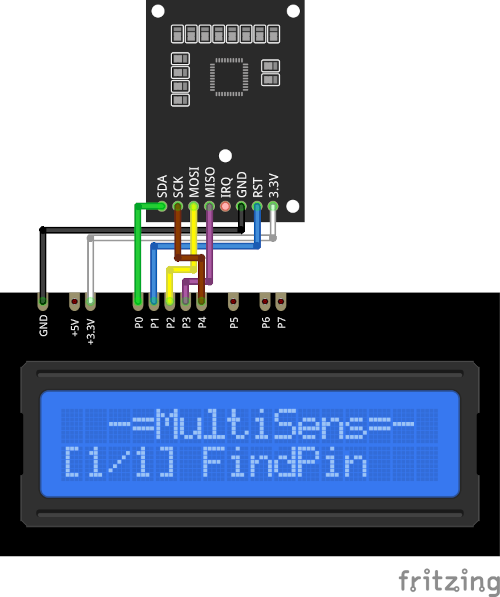 SDA SCK MOSI MISO IRQ GND RST 3.3V
GND +5V +3.3V P0 P1 P2 P3 P4 P5 P6 P7
-=MultiSens=-
[1/1] FindPin
fritzing